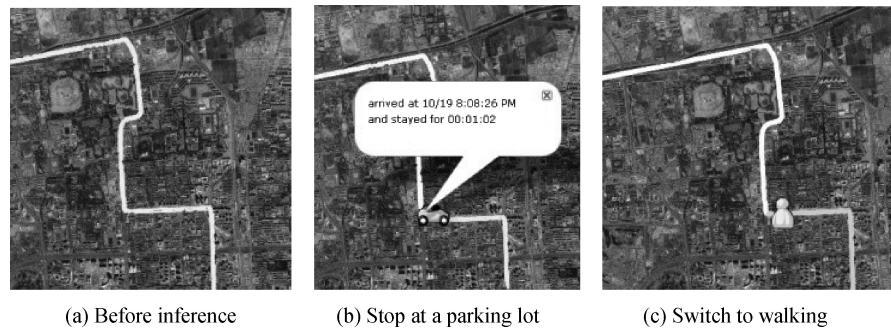 arrived at 10/19 8:08:26 PM
and stayed for 00:01:02
(a) Before inference
(b) Stop at a parking lot
(c) Switch to walking